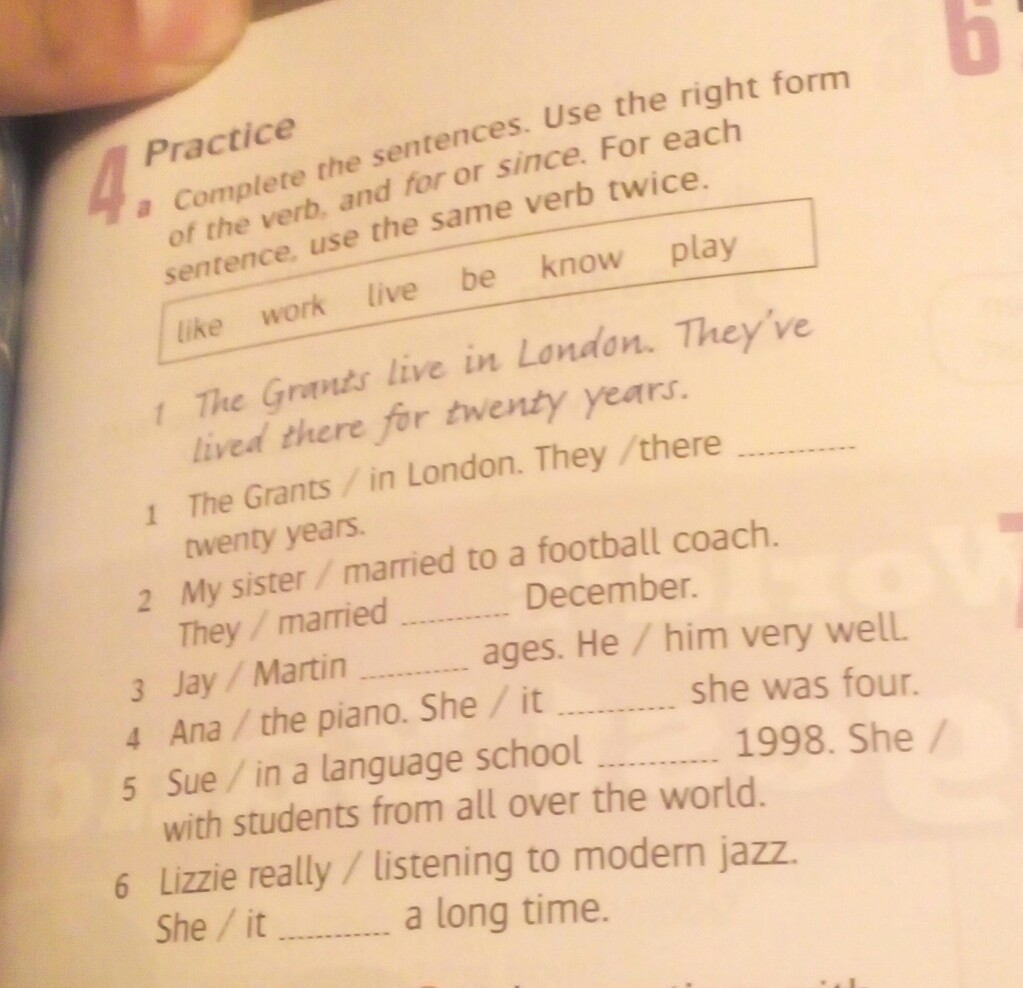 6
4 Practice
a Complete the sentences. Use the right form
of the verb, and for or since. For each
sentence, use the same verb twice.
like work live be know play
1 The Grants live in London. They've
lived there for twenty years.
1 The Grants / in London. They /there ............
twenty years.
2 My sister / married to a football coach.
They / married ............ December.
3 Jay / Martin ............ ages. He / him very well.
4 Ana / the piano. She / it ............ she was four.
5 Sue / in a language school ............ 1998. She /
with students from all over the world.
6 Lizzie really / listening to modern jazz.
She / it ............ a long time.